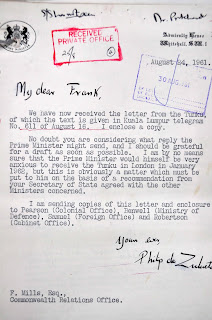 RECEIVED
PRIVATE OFFICE
Admiralty House
Whitehall, S.W.1
August 24, 1961.
My dear Frank,
We have now received the letter from the Tunku,
of which the text is given in Kuala Lumpur telegram
No. 611 of August 16. I enclose a copy.
No doubt you are considering what reply the
Prime Minister might send, and I should be grateful
for a draft as soon as possible. I am by no means
sure that the Prime Minister would himself be very
anxious to receive the Tunku in London in January
1962, but this is obviously a matter which must be
put to him on the basis of a recommendation from
your Secretary of State agreed with the other
Ministers concerned.
I am sending copies of this letter and enclosure
to Pearson (Colonial Office), Hanwell (Ministry of
Defence), Samuel (Foreign Office) and Robertson
(Cabinet Office).
Yours ever
Philip de Zulueta
F. Mills, Esq.,
Commonwealth Relations Office.